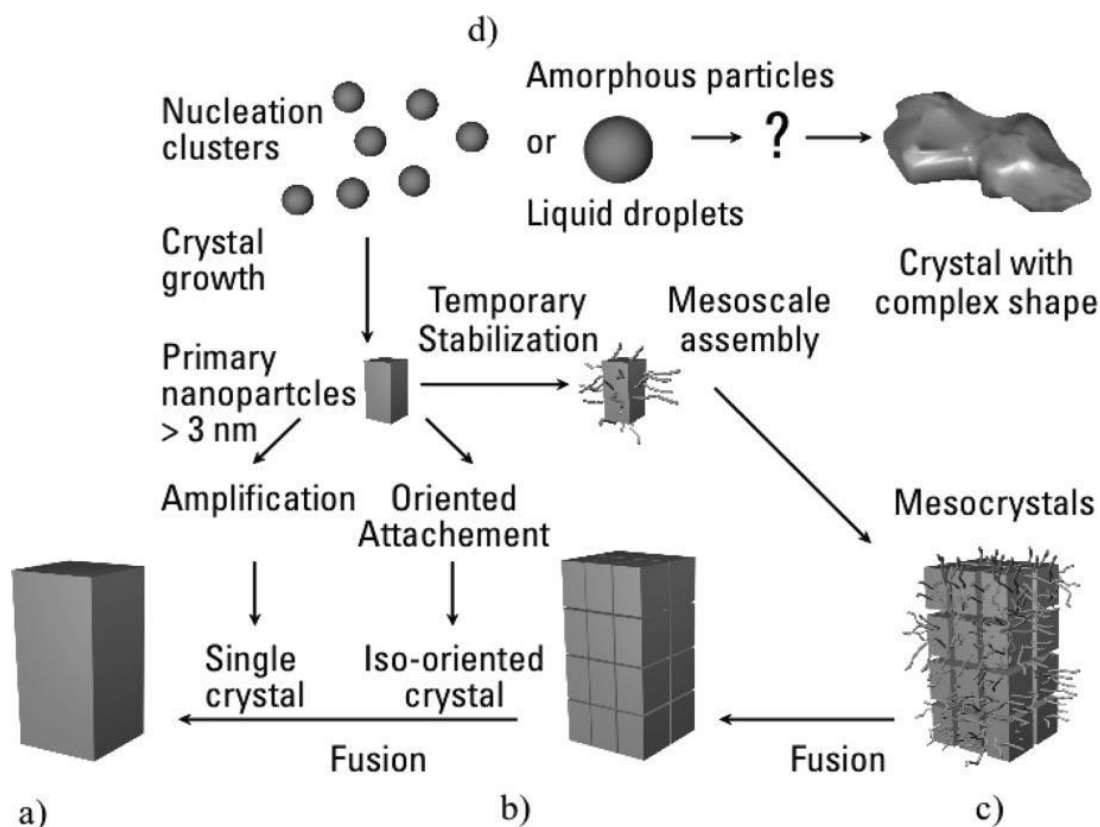 d)
Nucleation
clusters
or
Amorphous particles
?
Liquid droplets
Crystal with
complex shape
Crystal
growth
Temporary
Stabilization
Mesoscale
assembly
Primary
nanopartcles
> 3 nm
Amplification
Oriented
Attachement
Mesocrystals
Single
crystal
Iso-oriented
crystal
Fusion
Fusion
a)
b)
c)